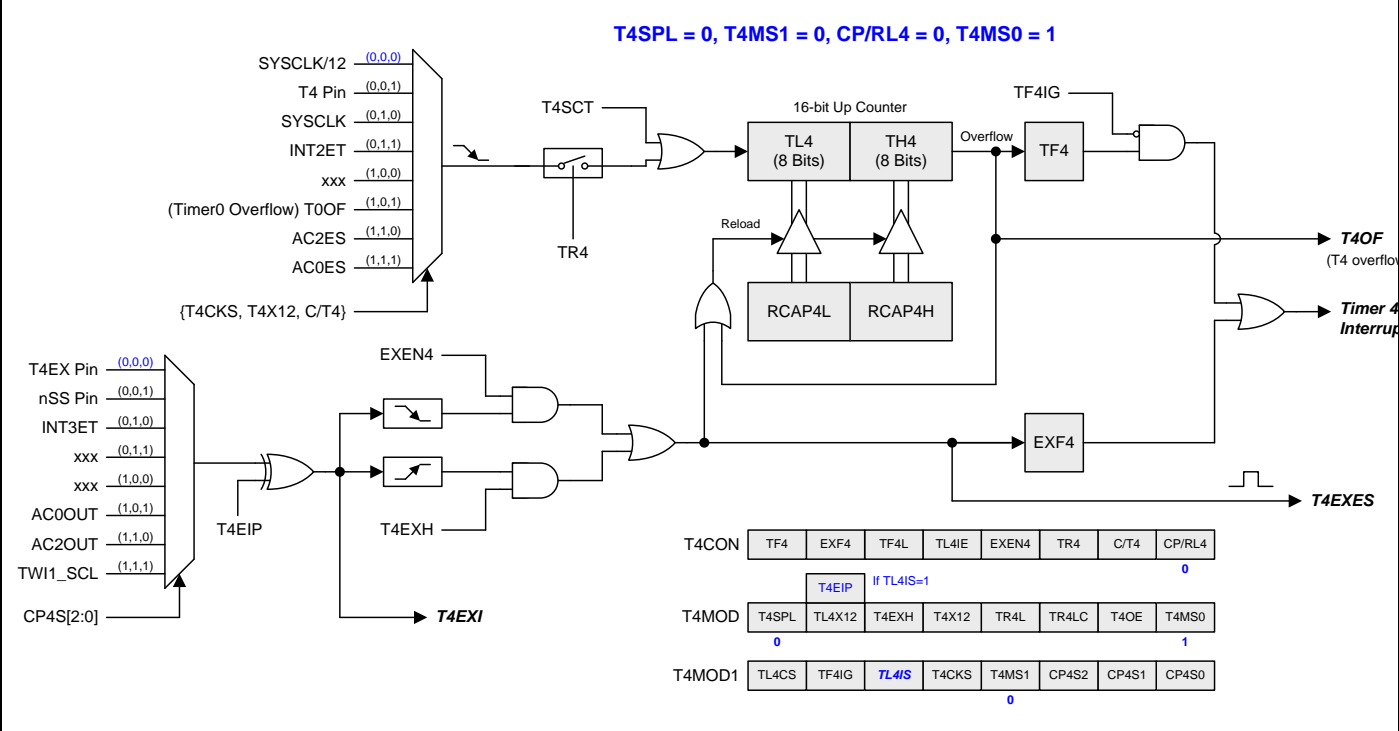 T4SPL = 0, T4MS1 = 0, CP/RL4 = 0, T4MS0 = 1
SYSCLK/12 (0,0,0)
T4 Pin (0,0,1)
SYSCLK (0,1,0)
INT2ET (0,1,1)
xxx (1,0,0)
(Timer0 Overflow) T0OF (1,0,1)
AC2ES (1,1,0)
AC0ES (1,1,1)
{T4CKS, T4X12, C/T4}
TR4
T4SCT
16-bit Up Counter
TL4 TH4
(8 Bits) (8 Bits)
Overflow
TF4IG
TF4
Reload
RCAP4L RCAP4H
T4OF
(T4 overflow
Timer 4
Interrup
T4EX Pin (0,0,0)
nSS Pin (0,0,1)
INT3ET (0,1,0)
xxx (0,1,1)
xxx (1,0,0)
AC0OUT (1,0,1)
AC2OUT (1,1,0)
TWI1_SCL (1,1,1)
CP4S[2:0]
T4EIP
EXEN4
T4EXH
T4EXI
EXF4
T4EXES
T4CON TF4 EXF4 TF4L TL4IE EXEN4 TR4 C/T4 CP/RL4
0
T4EIP If TL4IS=1
T4MOD T4SPL TL4X12 T4EXH T4X12 TR4L TR4LC T4OE T4MS0
0 1
T4MOD1 TL4CS TF4IG TL4IS T4CKS T4MS1 CP4S2 CP4S1 CP4S0
0